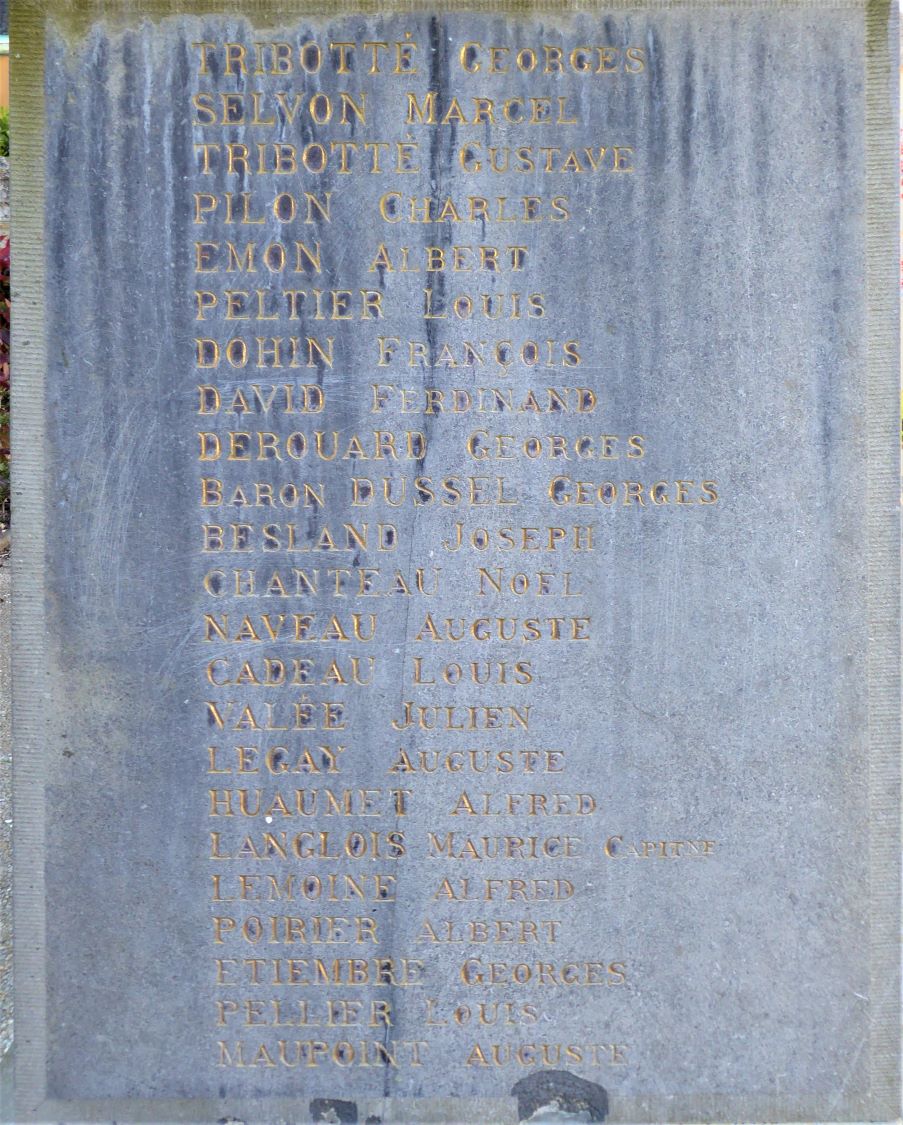 TRIBOTTÉ GEORGES
SELVON MARCEL
TRIBOTTÉ GUSTAVE
PILON CHARLES
EMON ALBERT
PELTIER LOUIS
DOHIN FRANÇOIS
DAVID FERDINAND
DEROUARD GEORGES
BARON DUSSEL GEORGES
BESLAND JOSEPH
CHANTEAU NOËL
NAVEAU AUGUSTE
CADEAU LOUIS
VALÉE JULIEN
LEGAY AUGUSTE
HUAUMET ALFRED
LANGLOIS MAURICE CAPITNE
LEMOINE ALFRED
POIRIER ALBERT
ETIEMBRE GEORGES
PELLIER LOUIS
MAUPOINT AUGUSTE